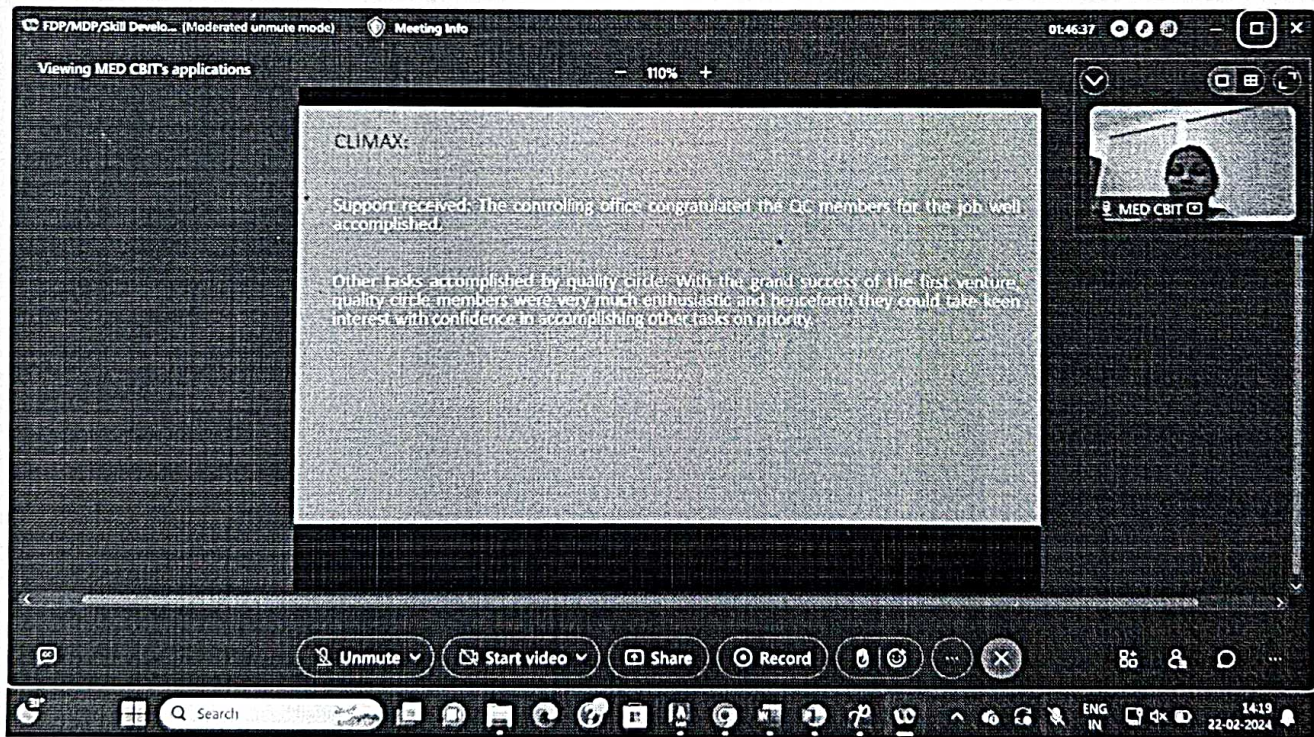 FDP/MDP/Skill Develo... (Moderated unmute mode)
Meeting Info
01:46:37
Viewing MED CBIT's applications
− 110% +
CLIMAX:
Support received: The controlling office congratulated the QC members for the job well
accomplished.
Other tasks accomplished by quality circle: With the grand success of the first venture,
quality circle members were very much enthusiastic and henceforth they could take keen
interest with confidence in accomplishing other tasks on priority.
MED CBIT
Unmute
Start video
Share
Record
Search
ENG
IN
14:19
22-02-2024